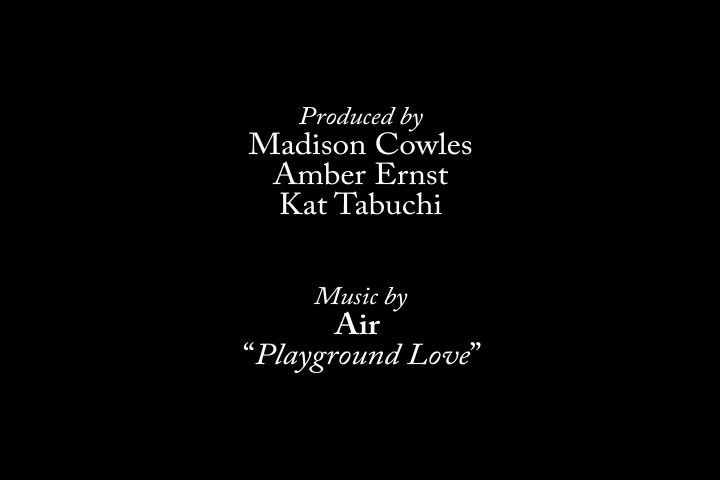 Produced by
Madison Cowles
Amber Ernst
Kat Tabuchi
Music by
Air
“Playground Love”